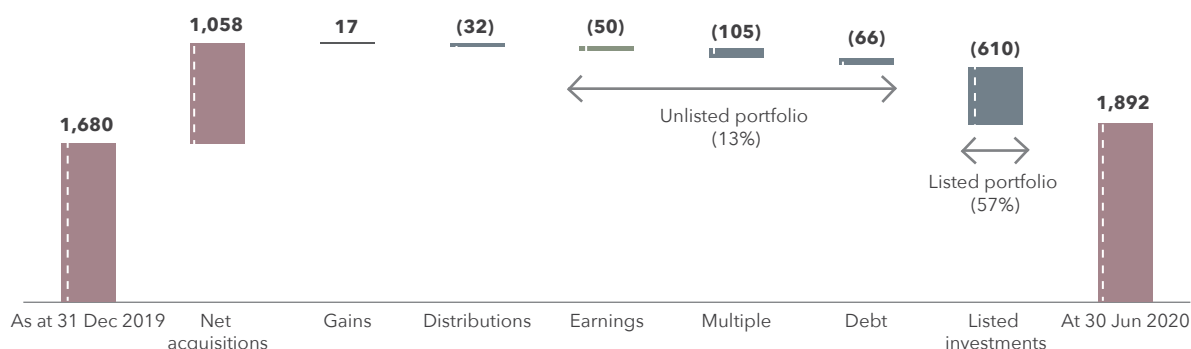 1,680
1,058
17
(32)
(50)
(105)
(66)
(610)
1,892
Unlisted portfolio
(13%)
Listed portfolio
(57%)
As at 31 Dec 2019
Net
acquisitions
Gains
Distributions
Earnings
Multiple
Debt
Listed
investments
At 30 Jun 2020